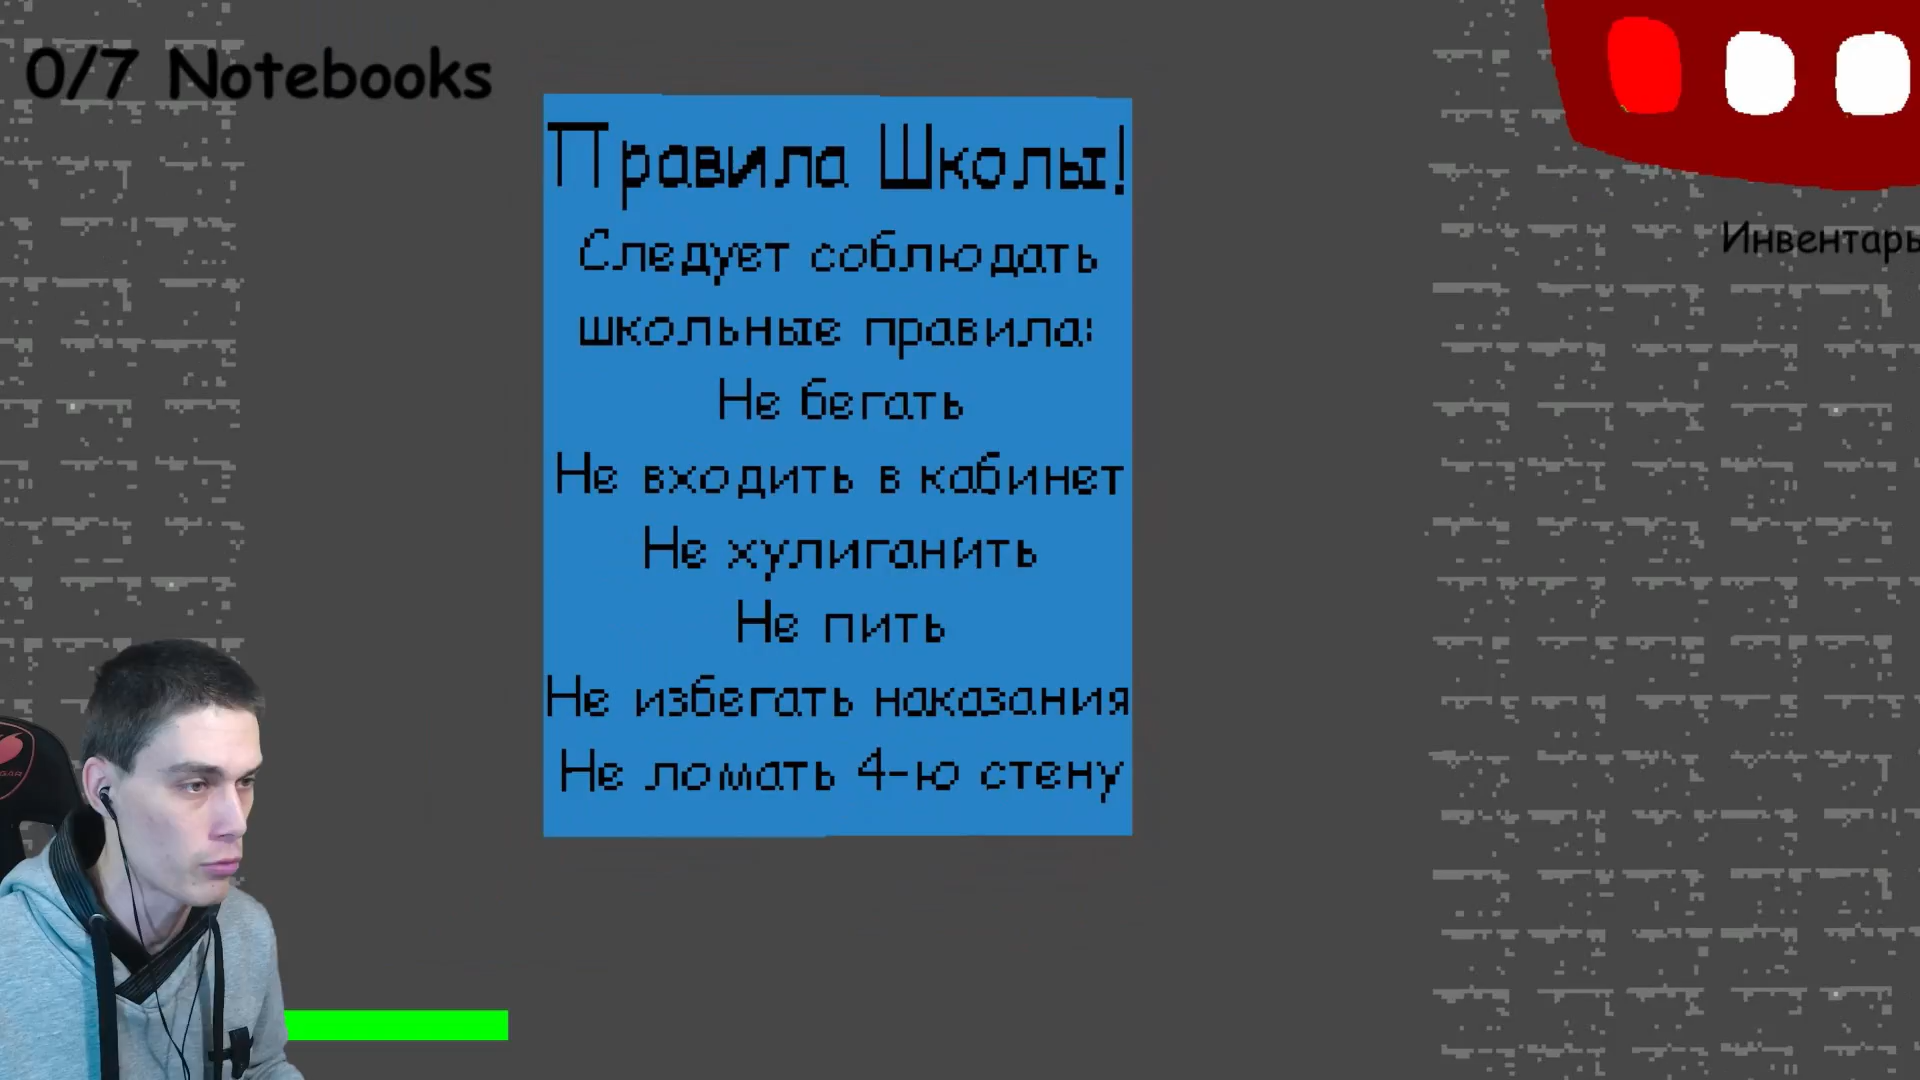 0/7 Notebooks
Правила Школы!
Следует соблюдать
школьные правила:
Не бегать
Не входить в кабинет
Не хулиганить
Не пить
Не избегать наказания
Не ломать 4-ю стену
Инвентарь